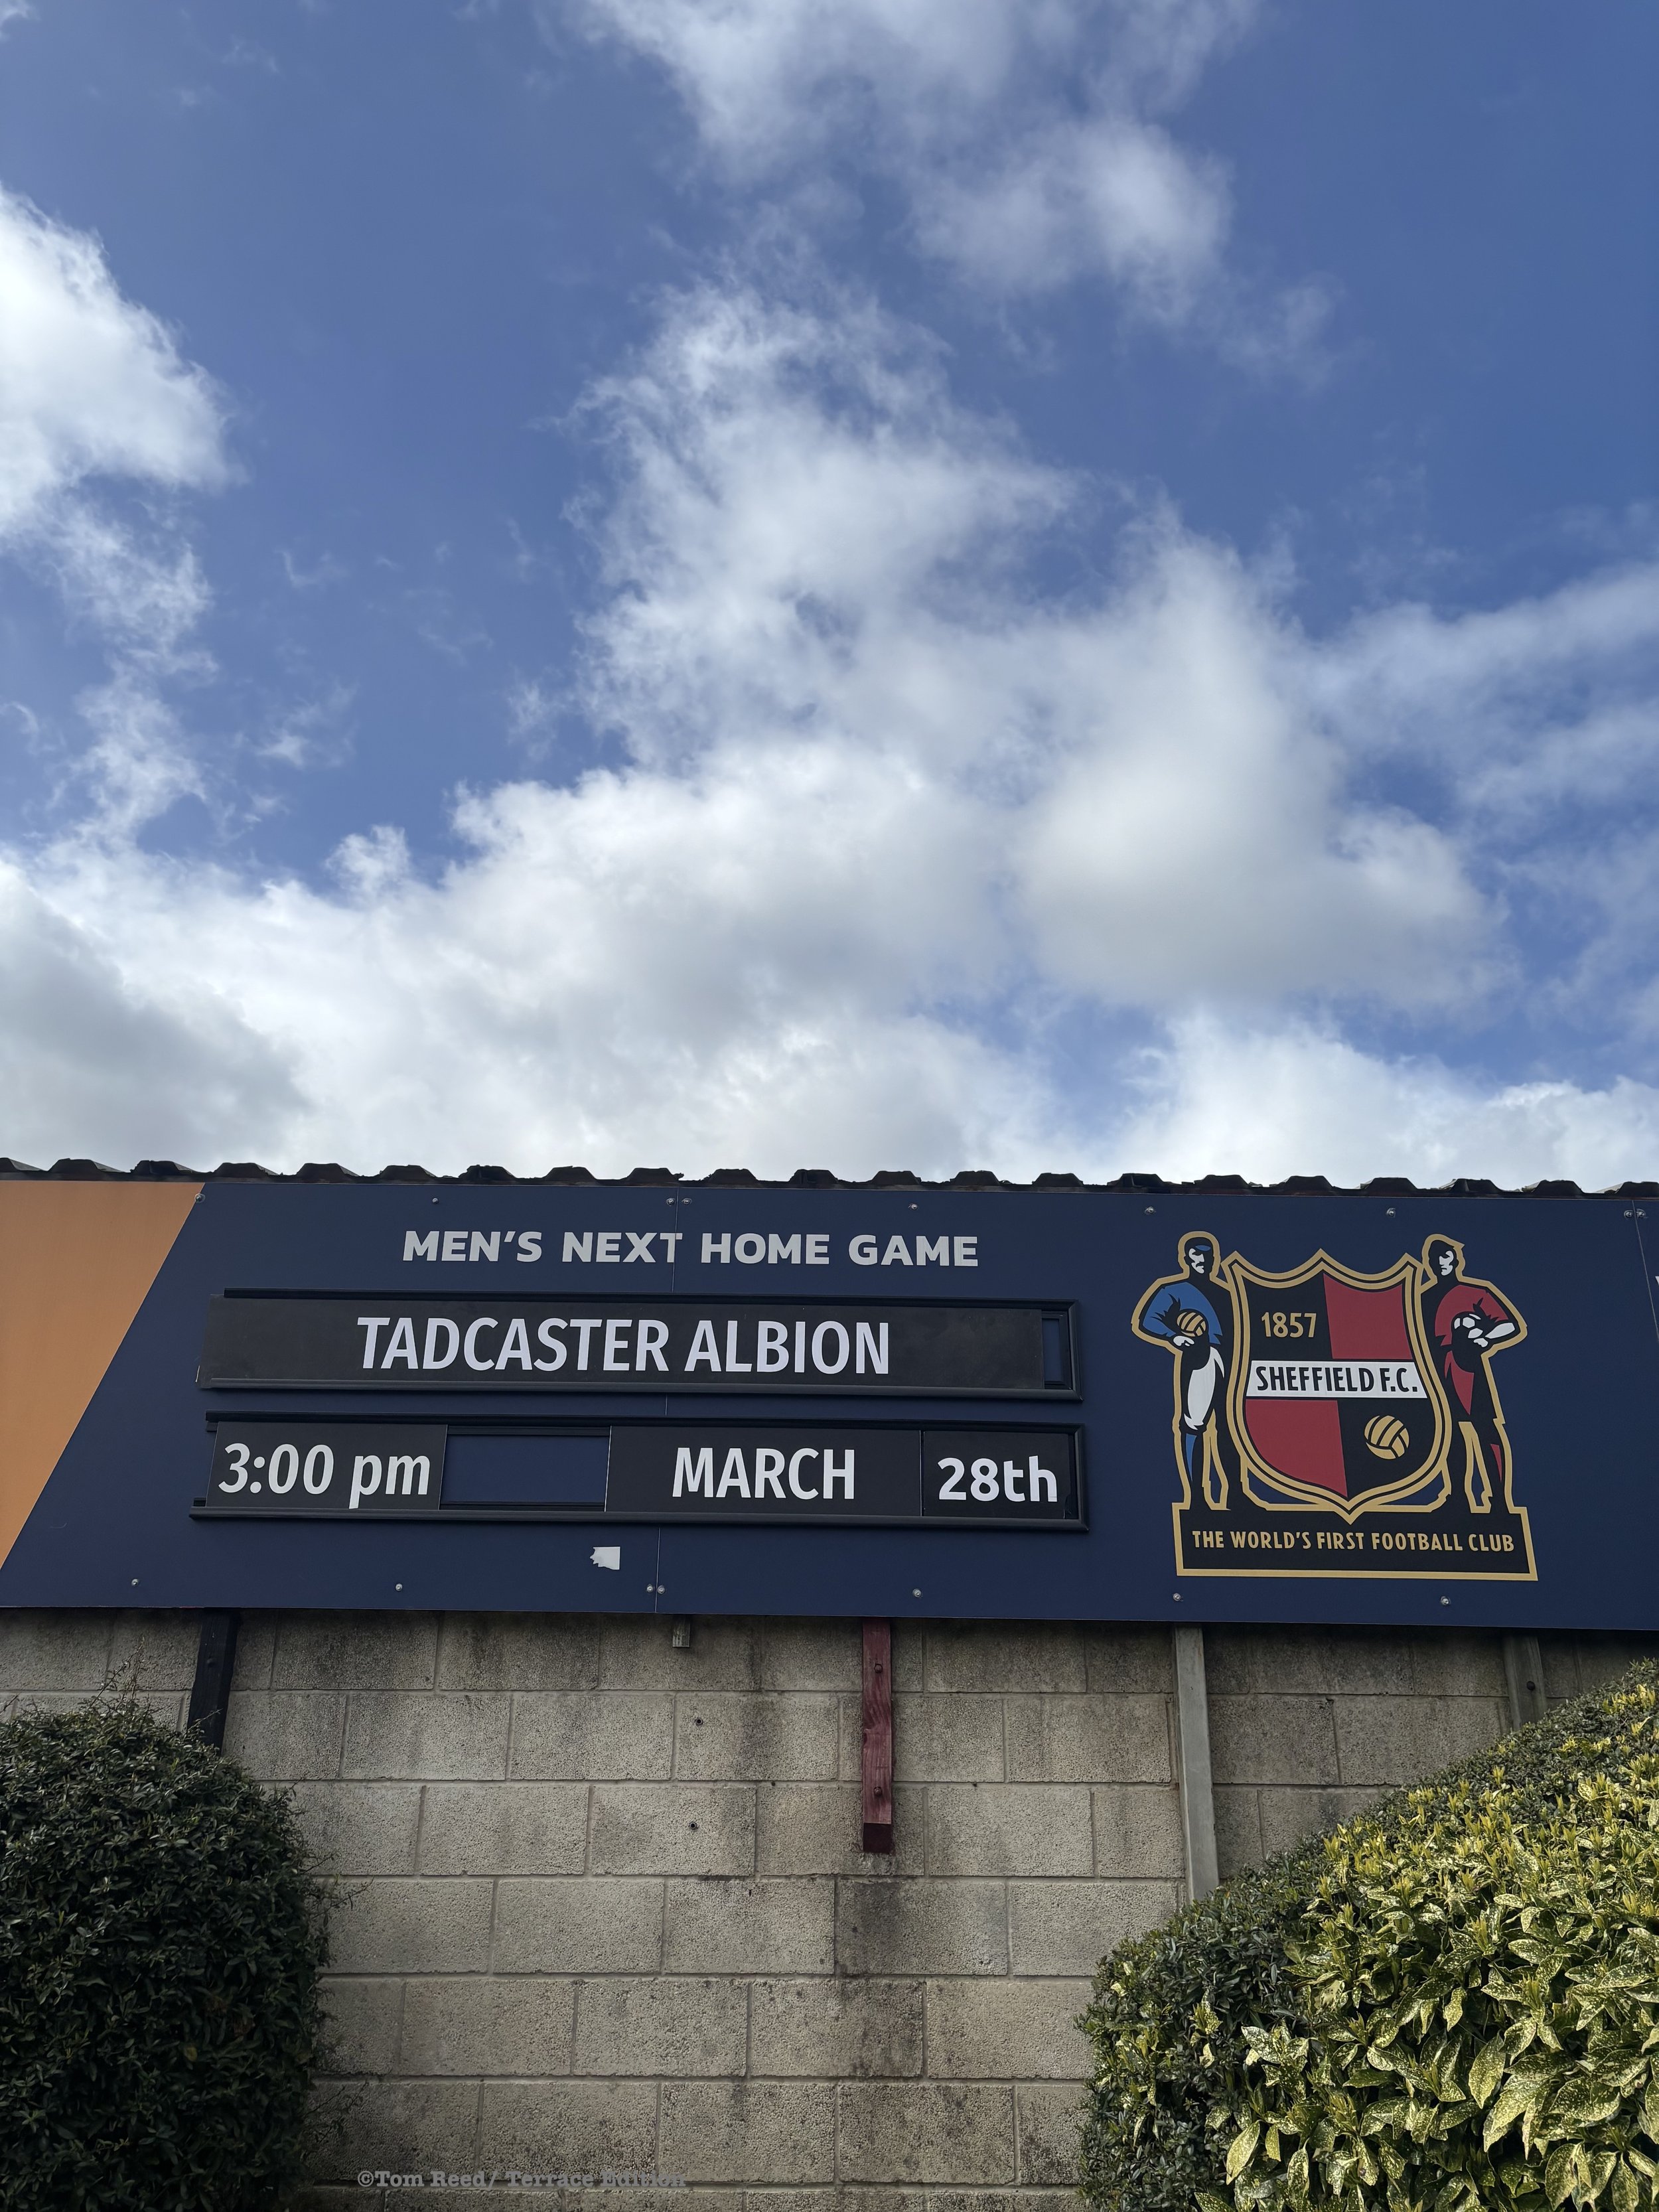 MEN'S NEXT HOME GAME
TADCASTER ALBION
3:00 pm MARCH 28th
1857
SHEFFIELD F.C.
THE WORLD'S FIRST FOOTBALL CLUB
©Tom Reed/ Terrace Edition